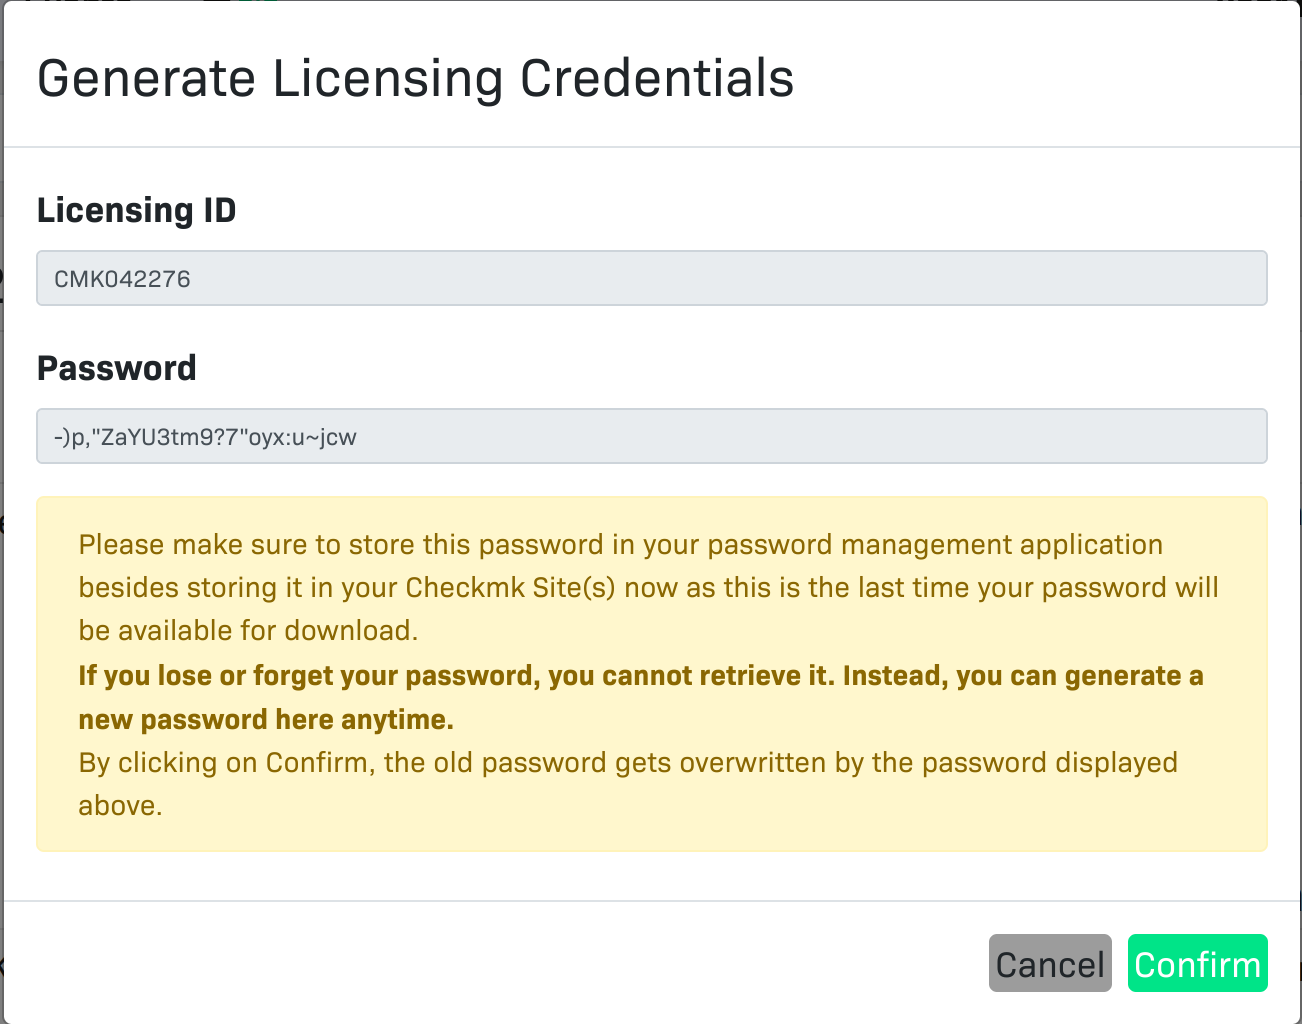 Generate Licensing Credentials
Licensing ID
CMK042276
Password
-)p,"ZaYU3tm9?7"oyx:u~jcw
Please make sure to store this password in your password management application
besides storing it in your Checkmk Site(s) now as this is the last time your password will
be available for download.
If you lose or forget your password, you cannot retrieve it. Instead, you can generate a
new password here anytime.
By clicking on Confirm, the old password gets overwritten by the password displayed
above.
Cancel Confirm